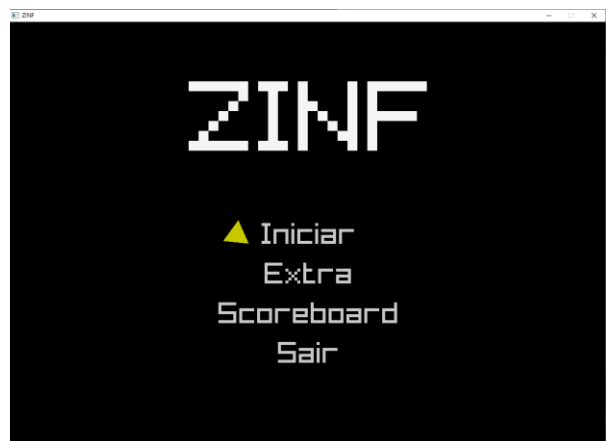 ZINF
ZINF
Iniciar
Extra
Scoreboard
Sair